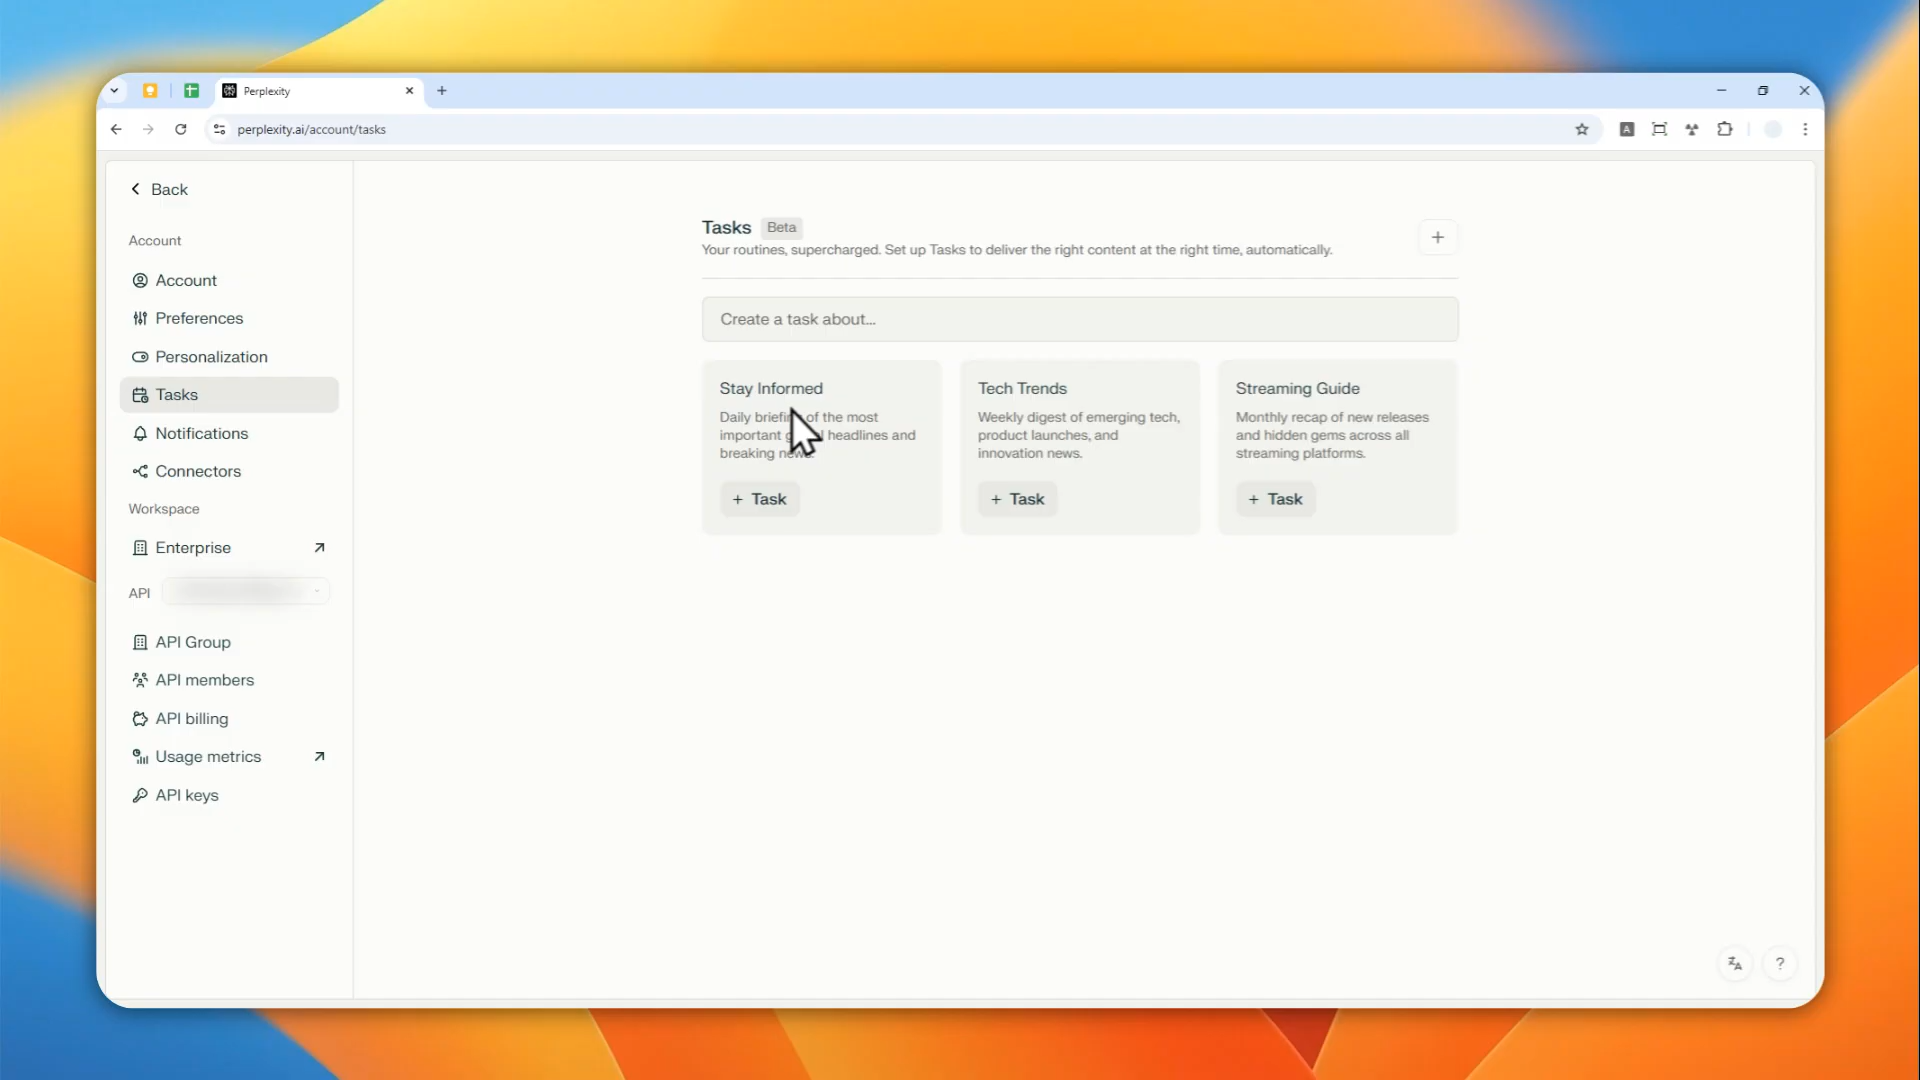 Perplexity
perplexity.ai/account/tasks
Back
Account
Account
Preferences
Personalization
Tasks
Notifications
Connectors
Workspace
Enterprise
API
API Group
API members
API billing
Usage metrics
API keys
Tasks Beta
Your routines, supercharged. Set up Tasks to deliver the right content at the right time, automatically.
+
Create a task about...
Stay Informed
Daily briefing of the most
important headlines and
breaking news.
+ Task
Tech Trends
Weekly digest of emerging tech,
product launches, and
innovation news.
+ Task
Streaming Guide
Monthly recap of new releases
and hidden gems across all
streaming platforms.
+ Task
?